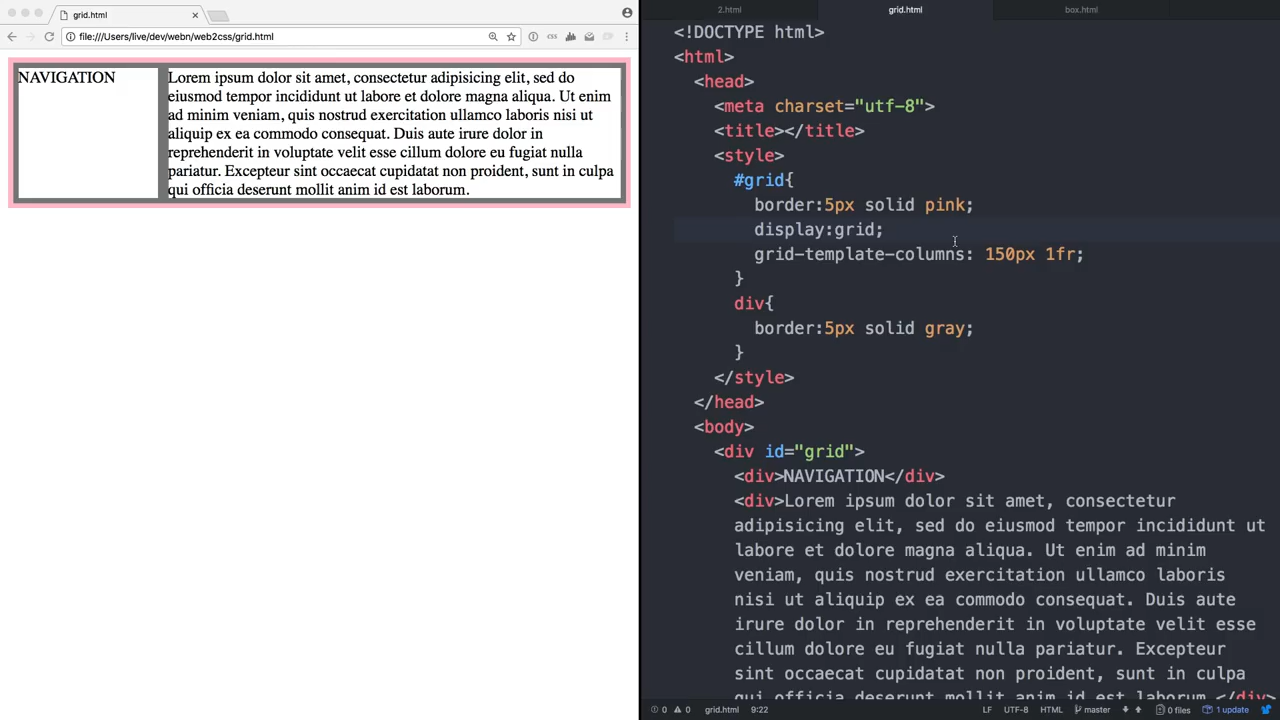 grid.html
file:///Users/live/dev/webn/web2css/grid.html
css
NAVIGATION
Lorem ipsum dolor sit amet, consectetur adipisicing elit, sed do
eiusmod tempor incididunt ut labore et dolore magna aliqua. Ut enim
ad minim veniam, quis nostrud exercitation ullamco laboris nisi ut
aliquip ex ea commodo consequat. Duis aute irure dolor in
reprehenderit in voluptate velit esse cillum dolore eu fugiat nulla
pariatur. Excepteur sint occaecat cupidatat non proident, sunt in culpa
qui officia deserunt mollit anim id est laborum.
2.html
grid.html
box.html
<!DOCTYPE html>
<html>
<head>
<meta charset="utf-8">
<title></title>
<style>
#grid{
border:5px solid pink;
display:grid;
grid-template-columns: 150px 1fr;
}
div{
border:5px solid gray;
}
</style>
</head>
<body>
<div id="grid">
<div>NAVIGATION</div>
<div>Lorem ipsum dolor sit amet, consectetur
adipisicing elit, sed do eiusmod tempor incididunt ut
labore et dolore magna aliqua. Ut enim ad minim
veniam, quis nostrud exercitation ullamco laboris
nisi ut aliquip ex ea commodo consequat. Duis aute
irure dolor in reprehenderit in voluptate velit esse
cillum dolore eu fugiat nulla pariatur. Excepteur
sint occaecat cupidatat non proident, sunt in culpa
qui officia deserunt mollit anim id est laborum.</div>
0 0 grid.html 9:22
LF UTF-8 HTML master 0 files 1 update